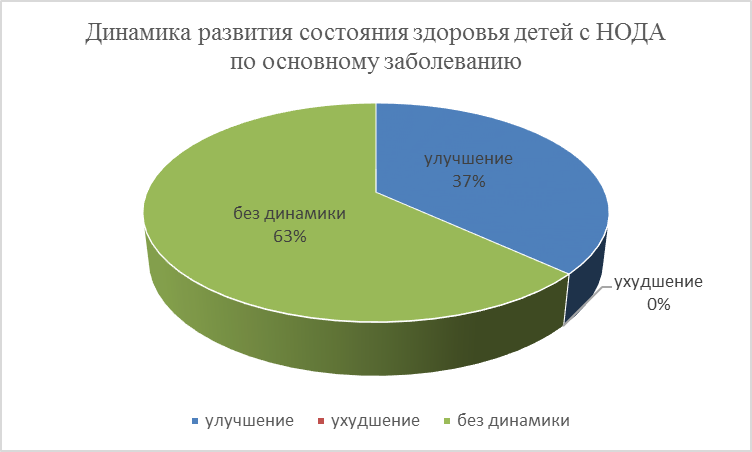 Динамика развития состояния здоровья детей с НОДА
по основному заболеванию
улучшение
37%
без динамики
63%
ухудшение
0%
улучшение ухудшение без динамики